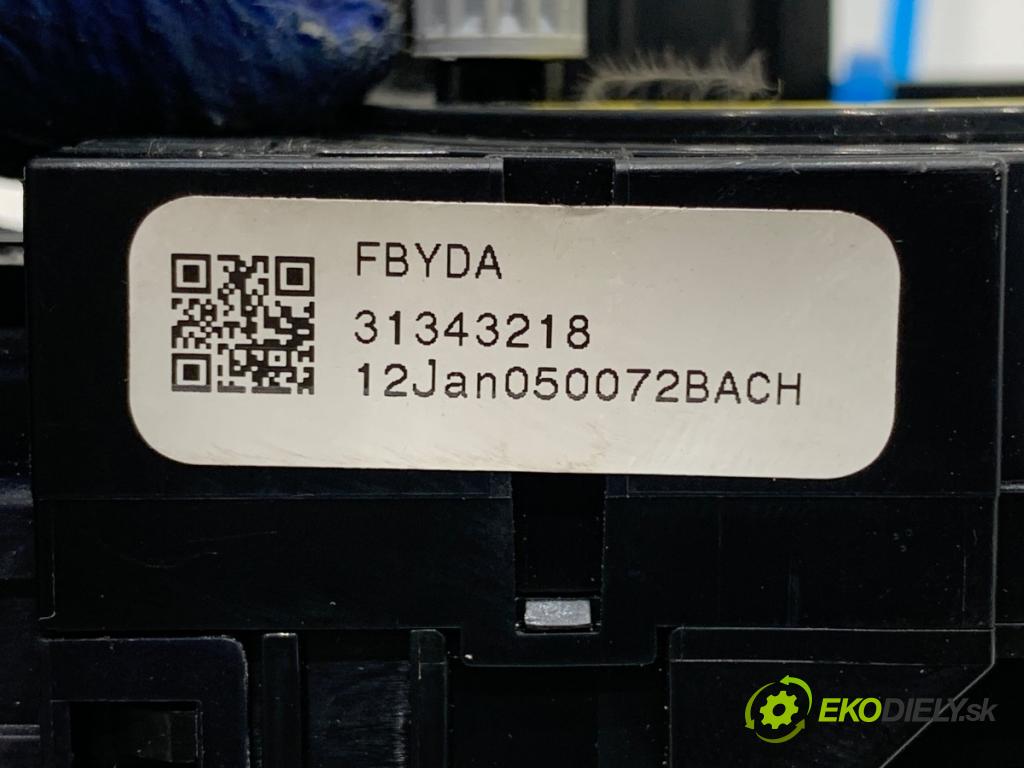 FBYDA
31343218
12Jan050072BACH
EKODIELY.sk